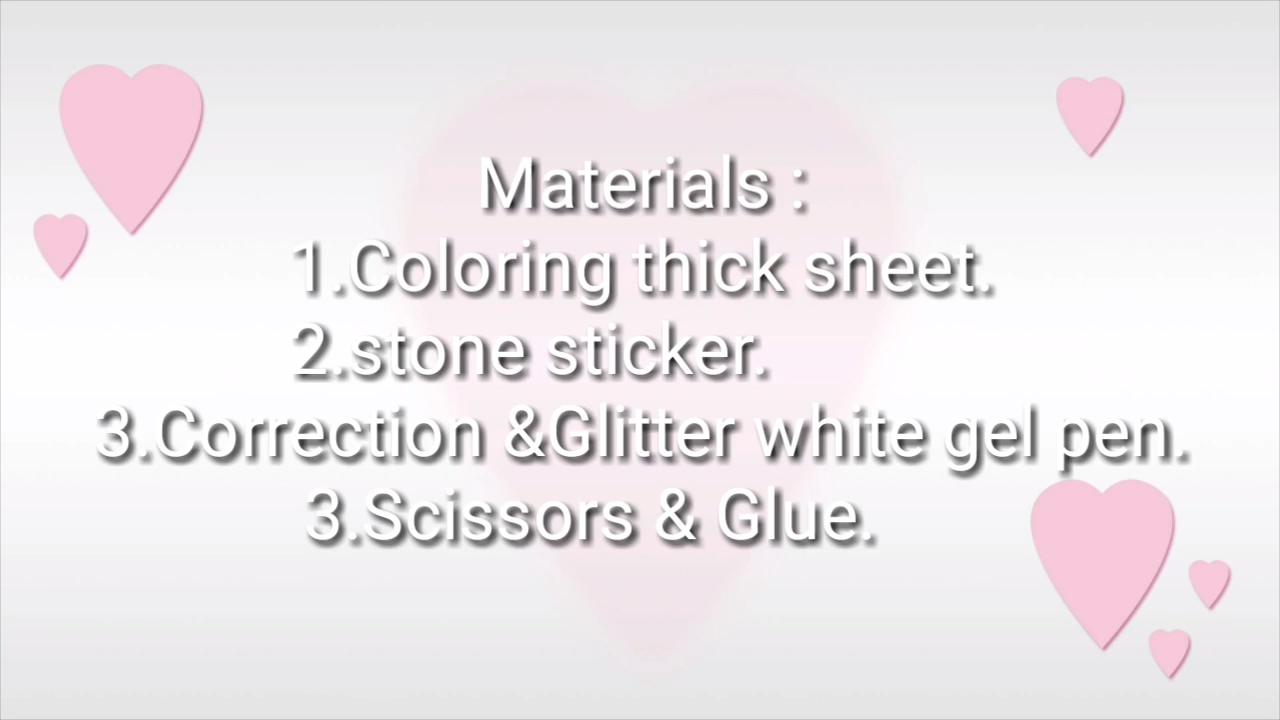 Materials :
1.Coloring thick sheet.
2.stone sticker.
3.Correction &Glitter white gel pen.
3.Scissors & Glue.